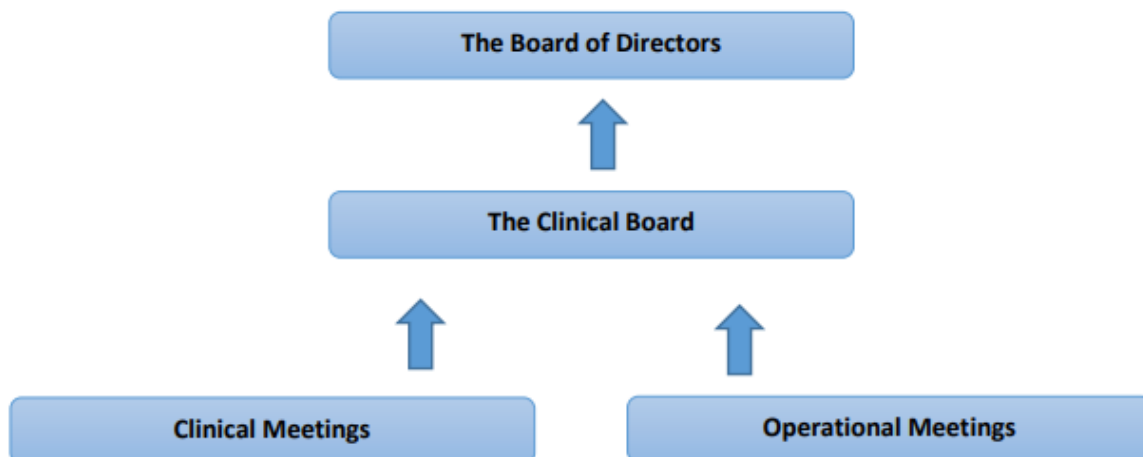 The Board of Directors
The Clinical Board
Clinical Meetings
Operational Meetings